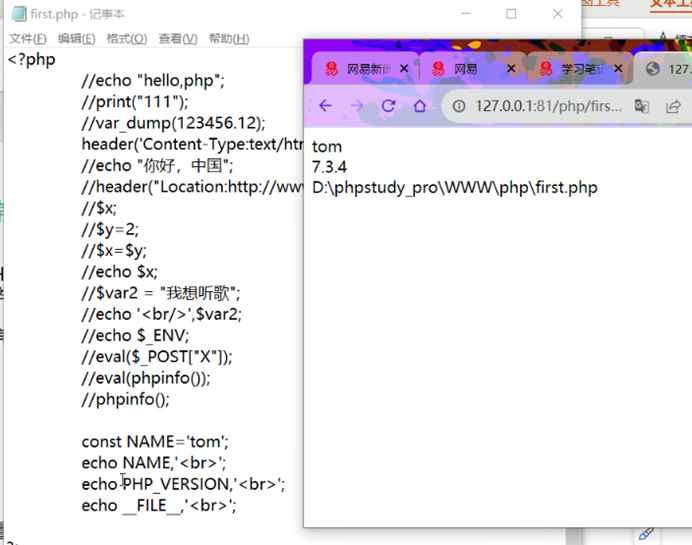 first.php - 记事本
文件(F) 编辑(E) 格式(O) 查看(V) 帮助(H)
<?php
//echo "hello,php";
//print("111");
//var_dump(123456.12);
header('Content-Type:text/htm
//echo "你好，中国";
//header("Location:http://www
//$x;
//$y=2;
//$x=$y;
//echo $x;
//$var2 = "我想听歌";
//echo '<br/>',$var2;
//echo $_ENV;
//eval($_POST["X"]);
//eval(phpinfo());
//phpinfo();
const NAME='tom';
echo NAME,'<br>';
echo PHP_VERSION,'<br>';
echo __FILE__,'<br>';
网易新闻 网易 学习笔记 127.
127.0.0.1:81/php/firs...
tom
7.3.4
D:\phpstudy_pro\WWW\php\first.php